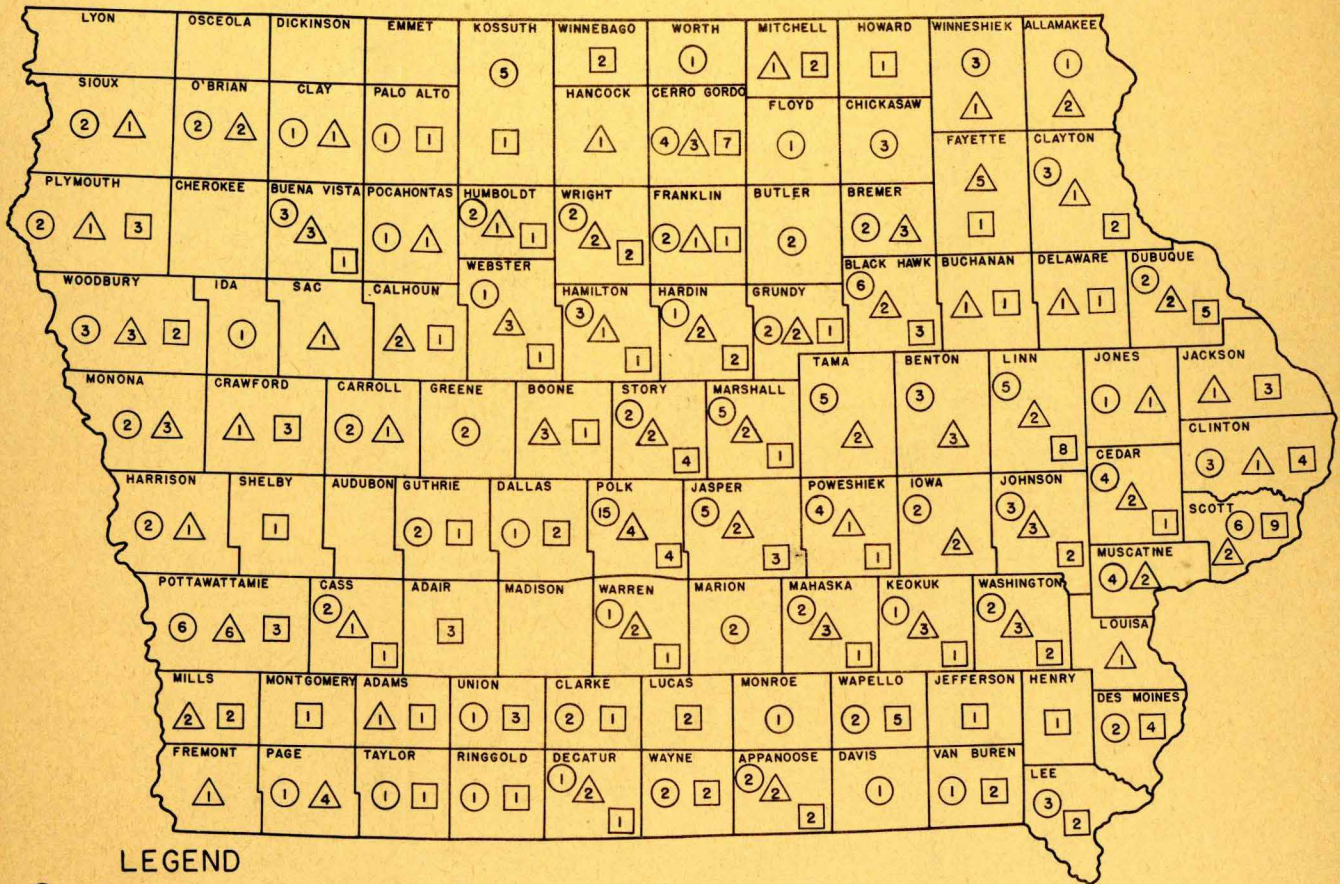 LYON OSCEOLA DICKINSON EMMET KOSSUTH WINNEBAGO WORTH MITCHELL HOWARD WINNESHIEK ALLAMAKEE
5 2 1 1 2 1 3 1
1 2
SIOUX O'BRIAN CLAY PALO ALTO HANCOCK CERRO GORDO FLOYD CHICKASAW
2 1 2 2 1 1 1 1 1 1 4 3 7 1 3
FAYETTE CLAYTON
5 1 3 1 2
PLYMOUTH CHEROKEE BUENA VISTA POCAHONTAS HUMBOLDT WRIGHT FRANKLIN BUTLER BREMER
2 1 3 3 3 1 1 1 2 1 1 2 2 2 2 1 1 2 2 3
WEBSTER BLACK HAWK BUCHANAN DELAWARE DUBUQUE
1 3 1 6 2 3 1 1 1 1 2 2 5
WOODBURY IDA SAC CALHOUN HAMILTON HARDIN GRUNDY
3 3 2 1 1 2 1 3 1 1 1 2 2 2 2 1
TAMA BENTON LINN JONES JACKSON
5 2 3 3 5 2 8 1 1 1 3
MONONA CRAWFORD CARROLL GREENE BOONE STORY MARSHALL
2 3 1 3 2 1 2 3 1 2 2 4 5 2 1
CLINTON
3 1 4
CEDAR
4 2 1
HARRISON SHELBY AUDUBON GUTHRIE DALLAS POLK JASPER POWESHIEK IOWA JOHNSON
2 1 1 2 1 1 2 15 4 4 5 2 3 4 1 1 2 2 3 3 2
SCOTT
6 9 2
MUSCATINE
4 2
POTTAWATTAMIE CASS ADAIR MADISON WARREN MARION MAHASKA KEOKUK WASHINGTON
6 6 3 2 1 1 3 1 2 1 2 2 3 1 1 3 1 2 3 2
LOUISA
1
MILLS MONTGOMERY ADAMS UNION CLARKE LUCAS MONROE WAPELLO JEFFERSON HENRY DES MOINES
2 2 1 1 1 1 3 2 1 2 1 2 5 1 1 2 4
FREMONT PAGE TAYLOR RINGGOLD DECATUR WAYNE APPANOOSE DAVIS VAN BUREN LEE
1 1 4 1 1 1 1 1 2 1 2 2 2 2 2 1 1 2 3 2
LEGEND